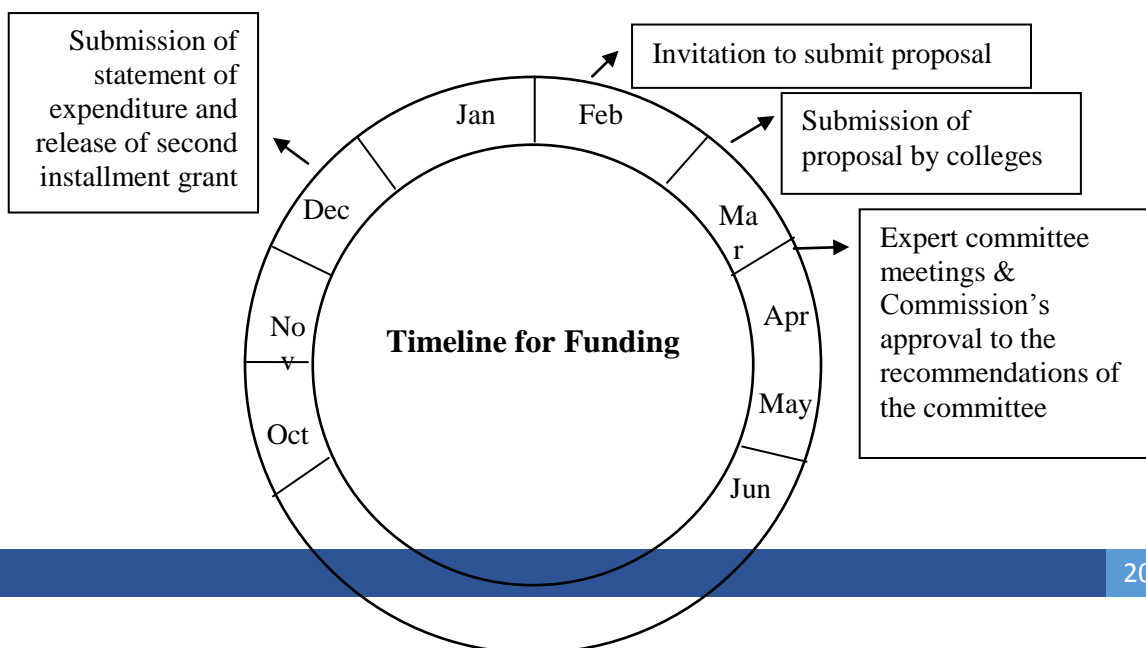 Submission of
statement of
expenditure and
release of second
installment grant
Invitation to submit proposal
Submission of
proposal by colleges
Expert committee
meetings &
Commission’s
approval to the
recommendations of
the committee
Jan
Feb
Ma
r
Apr
May
Jun
Oct
No
v
Dec
Timeline for Funding
20